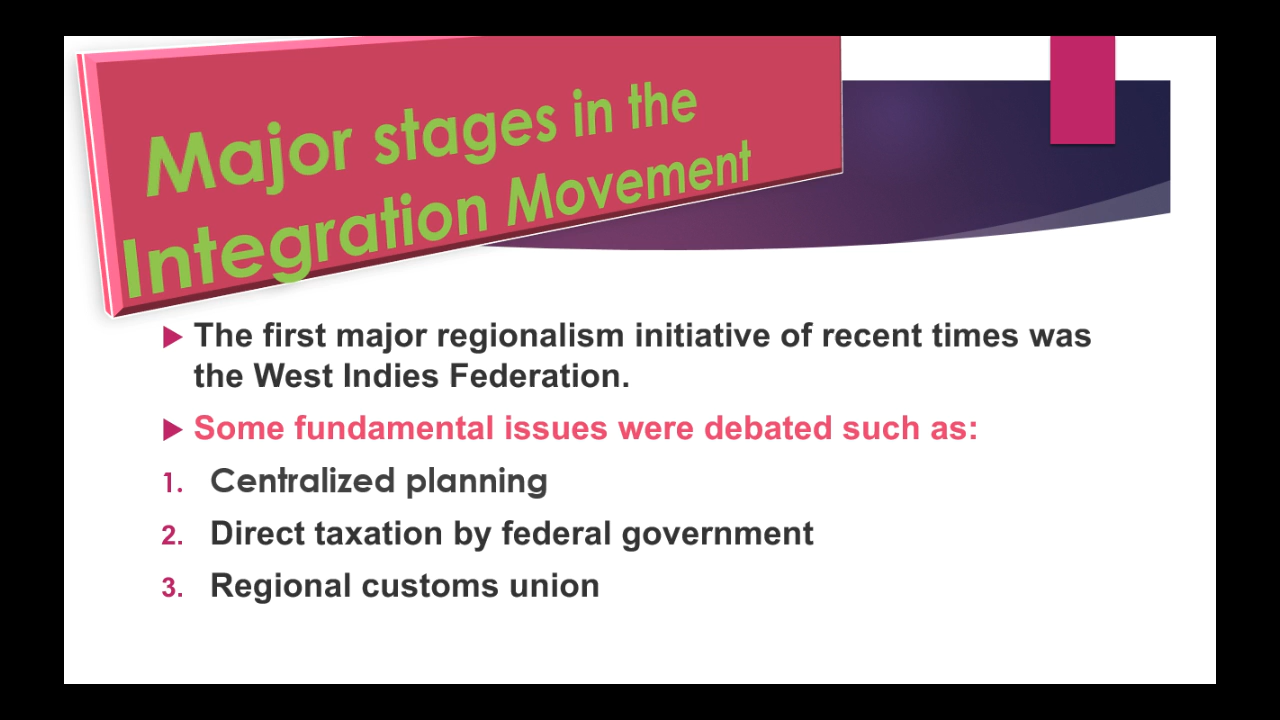 Major stages in the
Integration Movement
The first major regionalism initiative of recent times was
the West Indies Federation.
Some fundamental issues were debated such as:
1. Centralized planning
2. Direct taxation by federal government
3. Regional customs union